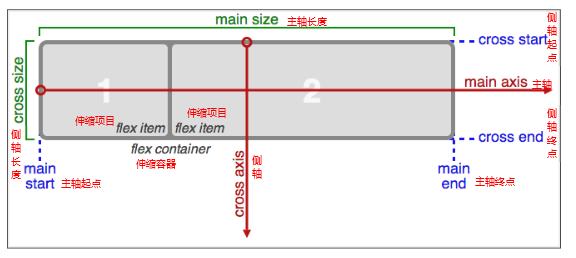 main size 主轴长度
cross size
侧轴长度
cross start
侧轴起点
1
2
main axis 主轴
伸缩项目
伸缩项目
flex item
flex item
cross end
侧轴终点
flex container
伸缩容器
cross axis
侧轴
main start 主轴起点
main end 主轴终点